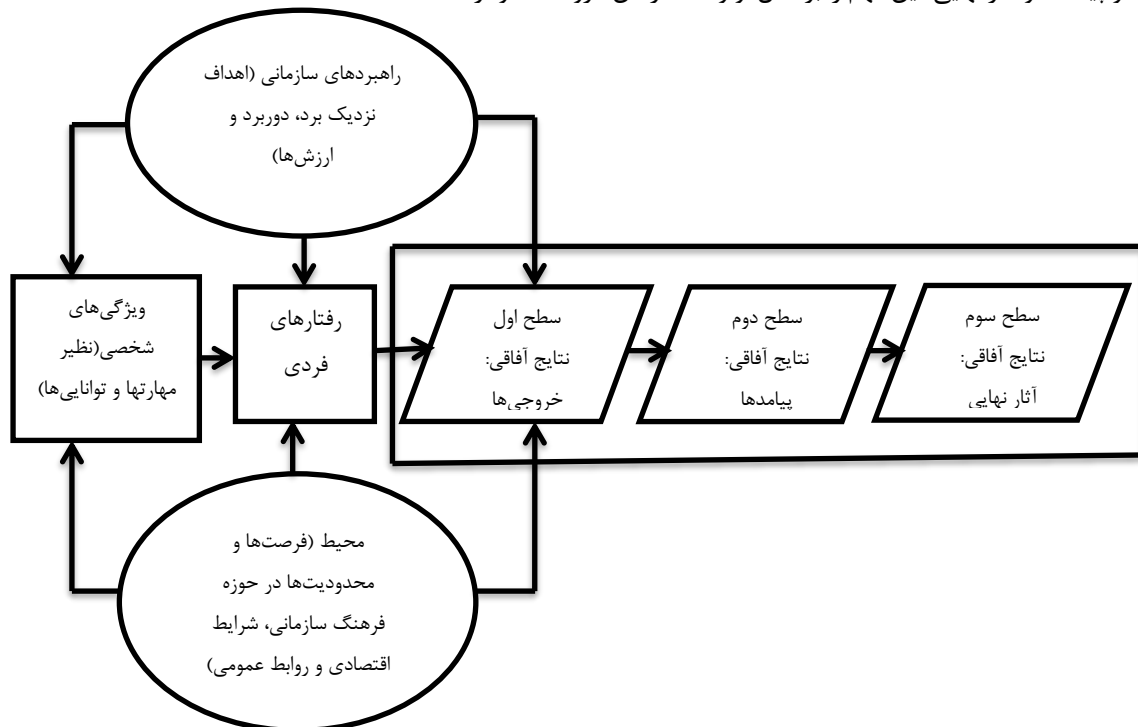 راهبردهای سازمانی (اهداف
نزدیک برد، دوربرد و
ارزش‌ها)
ویژگی‌های
شخصی(نظیر
مهارتها و توانایی‌ها)
رفتارهای
فردی
سطح اول
نتایج آفاقی:
خروجی‌ها
سطح دوم
نتایج آفاقی:
پیامدها
سطح سوم
نتایج آفاقی:
آثار نهایی
محیط (فرصت‌ها و
محدودیت‌ها در حوزه
فرهنگ سازمانی، شرایط
اقتصادی و روابط عمومی)